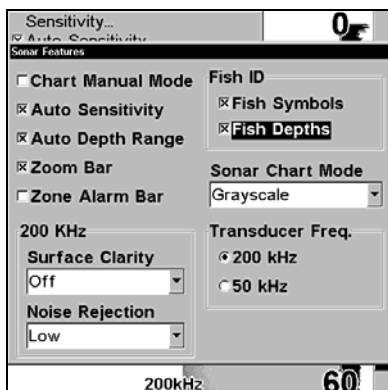 Sensitivity...
Auto Sensitivity
0
Sonar Features
Chart Manual Mode
Auto Sensitivity
Auto Depth Range
Zoom Bar
Zone Alarm Bar
Fish ID
Fish Symbols
Fish Depths
Sonar Chart Mode
Grayscale
200 KHz
Surface Clarity
Off
Noise Rejection
Low
Transducer Freq.
200 kHz
50 kHz
200kHz
60